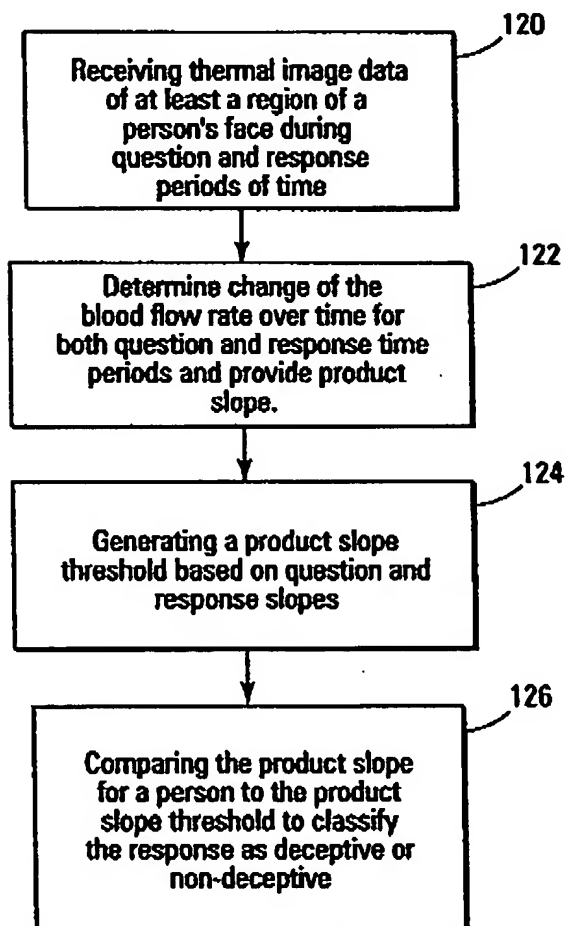 120
Receiving thermal image data
of at least a region of a
person's face during
question and response
periods of time
122
Determine change of the
blood flow rate over time for
both question and response time
periods and provide product
slope.
124
Generating a product slope
threshold based on question and
response slopes
126
Comparing the product slope
for a person to the product
slope threshold to classify
the response as deceptive or
non-deceptive